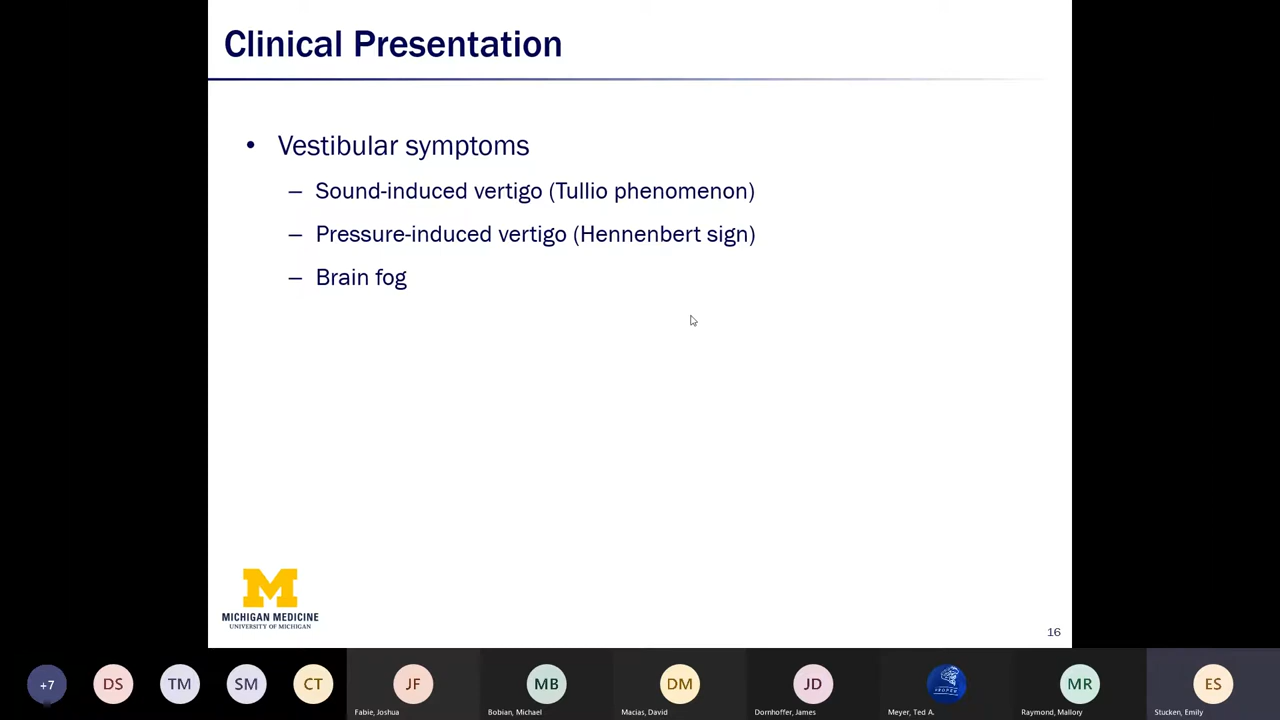 Clinical Presentation
• Vestibular symptoms
– Sound-induced vertigo (Tullio phenomenon)
– Pressure-induced vertigo (Hennenbert sign)
– Brain fog
M
MICHIGAN MEDICINE
UNIVERSITY OF MICHIGAN
16
+7
DS
TM
SM
CT
JF
MB
DM
JD
MR
ES
Fabie, Joshua
Bobian, Michael
Macias, David
Dornhoffer, James
Meyer, Ted A.
Raymond, Mallory
Stucken, Emily